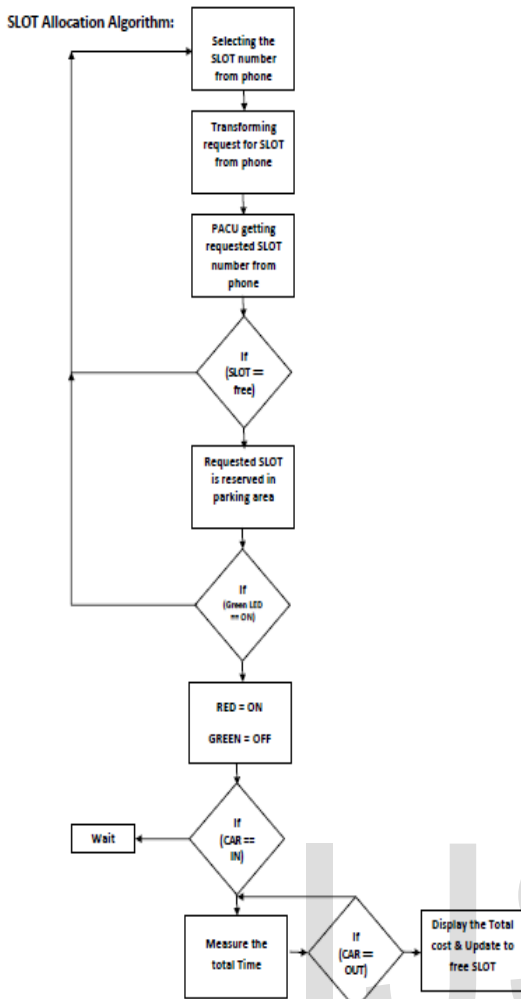 SLOT Allocation Algorithm:
Selecting the
SLOT number
from phone
Transforming
request for SLOT
from phone
PACU getting
requested SLOT
number from
phone
If
(SLOT ==
free)
Requested SLOT
is reserved in
parking area
If
(Green LED
== ON)
RED = ON
GREEN = OFF
If
(CAR ==
IN)
Wait
Measure the
total Time
If
(CAR ==
OUT)
Display the Total
cost & Update to
free SLOT